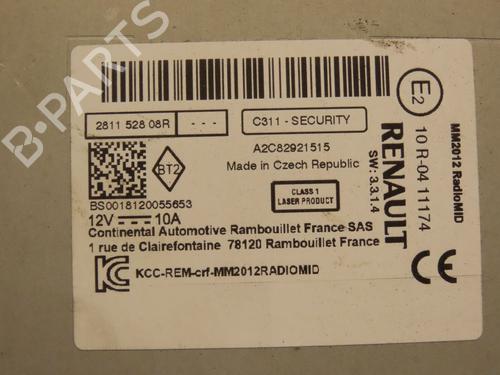 B-PARTS
2811 528 08R - - - C311 - SECURITY
A2C82921515
Made in Czech Republic
BT2
CLASS 1
LASER PRODUCT
BS0018120055653
12V 10A
Continental Automotive Rambouillet France SAS
1 rue de Clairefontaine 78120 Rambouillet France
KCC-REM-crf-MM2012RADIOMID
RENAULT
SW: 3.3.1.4
E2
10 R-04 11174
MM2012 RadioMID
CE